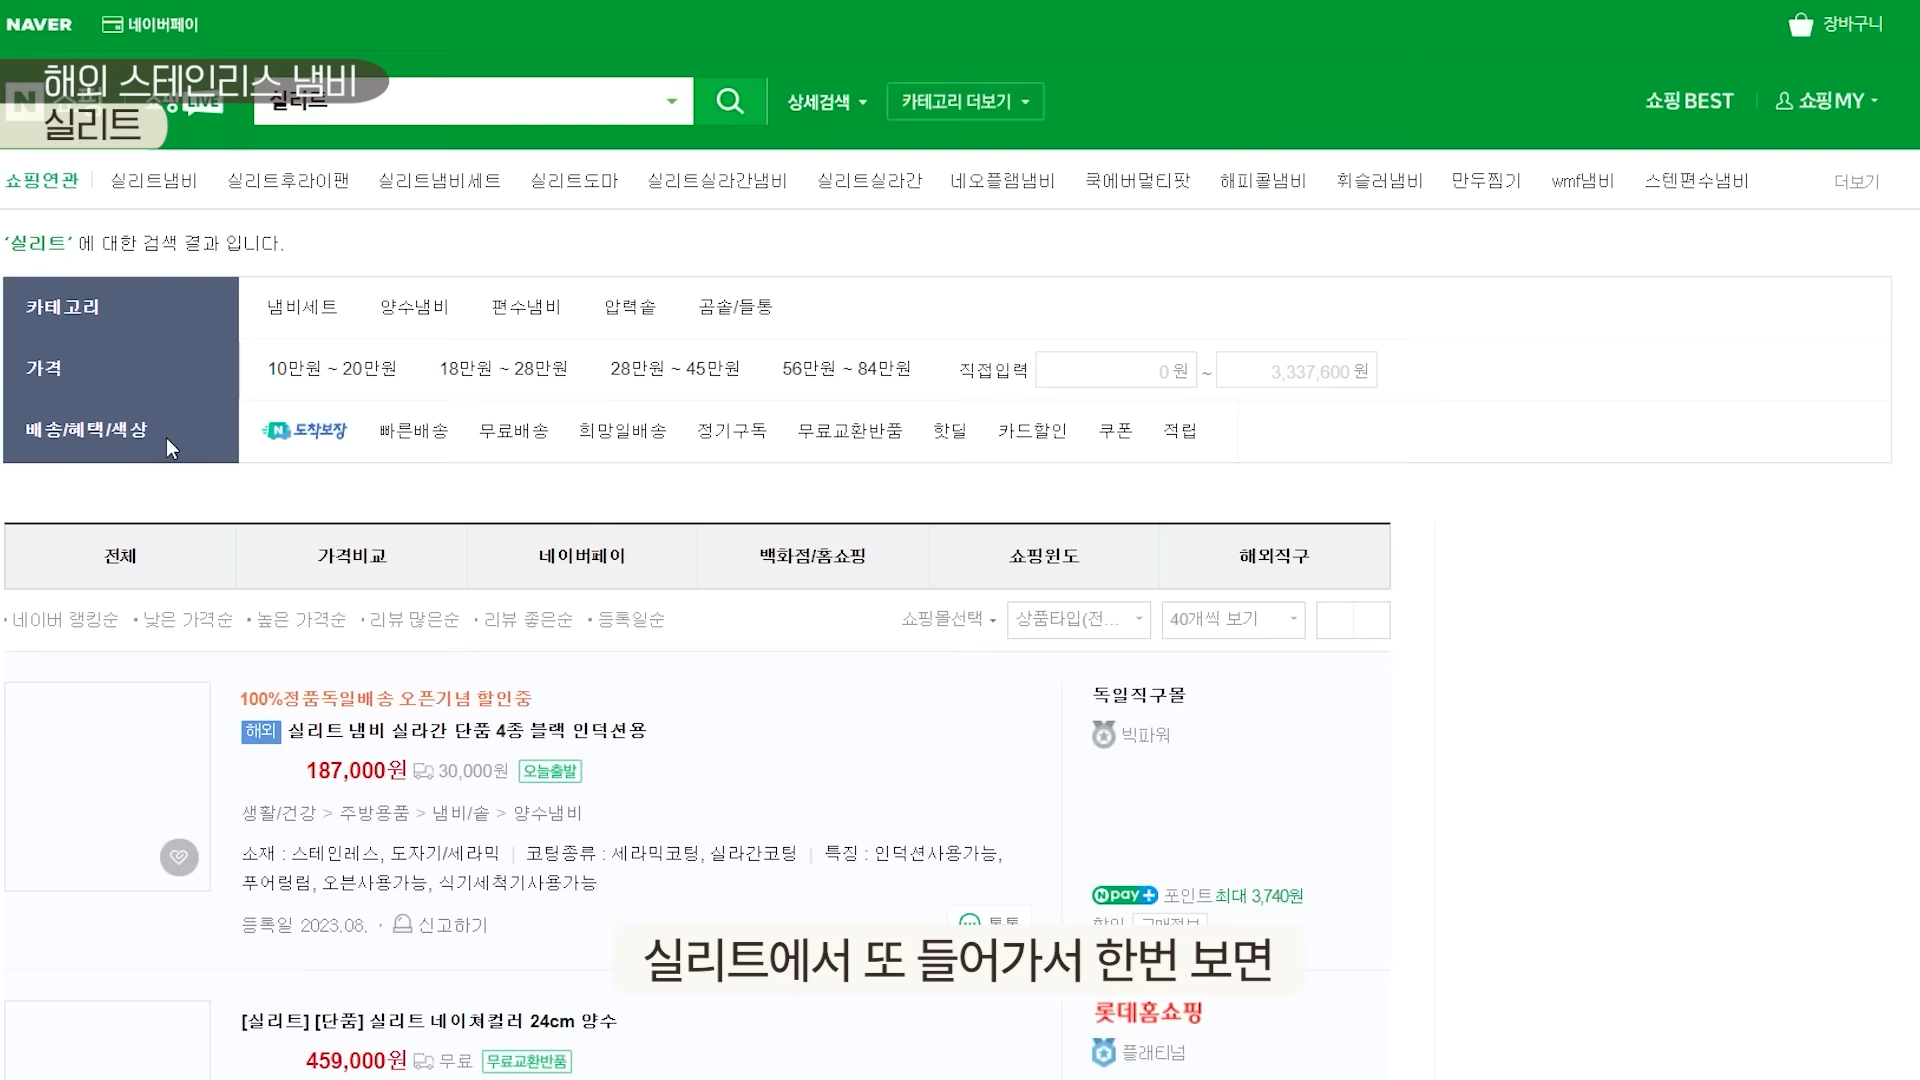 NAVER 네이버페이 장바구니
해외 스테인리스 냄비
실리트
N 쇼핑 쇼핑LIVE 실리트 상세검색 카테고리 더보기 쇼핑BEST 쇼핑MY
쇼핑연관 실리트냄비 실리트후라이팬 실리트냄비세트 실리트도마 실리트실라간냄비 실리트실라간 네오플램냄비 쿡에버멀티팟 해피콜냄비 휘슬러냄비 만두찜기 wmf냄비 스텐편수냄비 더보기
‘실리트’ 에 대한 검색 결과 입니다.
카테고리 냄비세트 양수냄비 편수냄비 압력솥 곰솥/들통
가격 10만원 ~ 20만원 18만원 ~ 28만원 28만원 ~ 45만원 56만원 ~ 84만원 직접입력 0 원 ~ 3,337,600 원
배송/혜택/색상 N 도착보장 빠른배송 무료배송 희망일배송 정기구독 무료교환반품 핫딜 카드할인 쿠폰 적립
전체 가격비교 네이버페이 백화점/홈쇼핑 쇼핑윈도 해외직구
· 네이버 랭킹순 · 낮은 가격순 · 높은 가격순 · 리뷰 많은순 · 리뷰 좋은순 · 등록일순 쇼핑몰선택 상품타입(전... 40개씩 보기
100%정품독일배송 오픈기념 할인중 독일직구몰
해외 실리트 냄비 실라간 단품 4종 블랙 인덕션용 빅파워
187,000원 30,000원 오늘출발
생활/건강 > 주방용품 > 냄비/솥 > 양수냄비
소재 : 스테인레스, 도자기/세라믹 | 코팅종류 : 세라믹코팅, 실라간코팅 | 특징 : 인덕션사용가능,
푸어링림, 오븐사용가능, 식기세척기사용가능
N pay+ 포인트 최대 3,740원
등록일 2023.08. · 신고하기 톡톡 할인 구매정보
실리트에서 또 들어가서 한번 보면
[실리트] [단품] 실리트 네이쳐컬러 24cm 양수 롯데홈쇼핑
459,000원 무료 무료교환반품 플래티넘